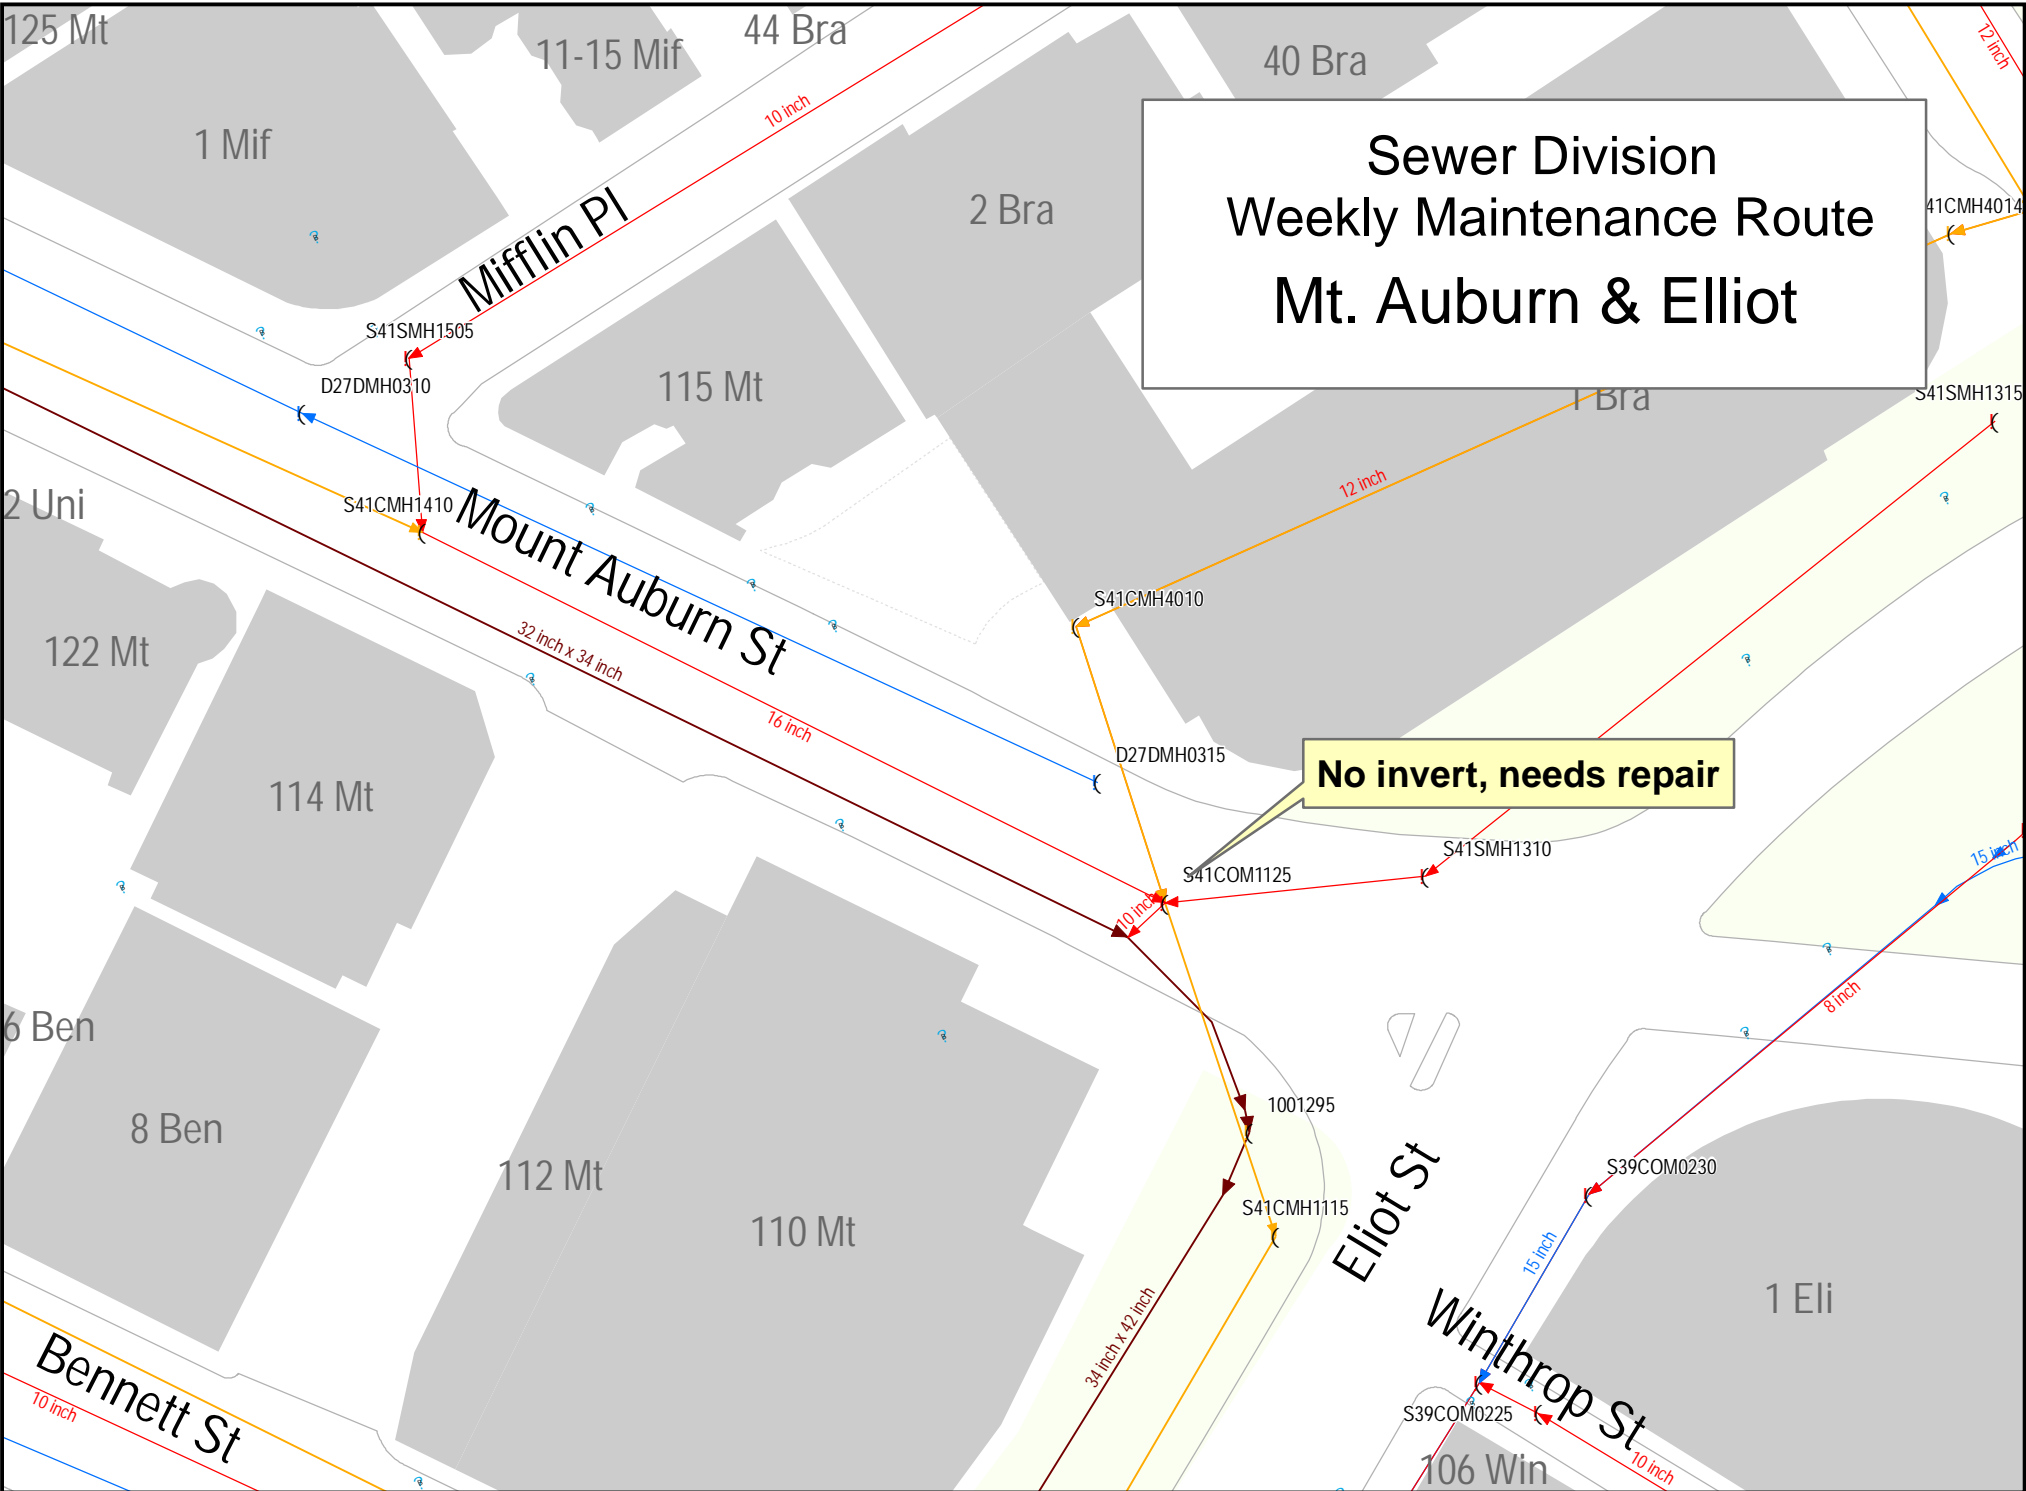 125 Mt
11-15 Mif
44 Bra
40 Bra
12 inch
10 inch
1 Mif
Sewer Division
Weekly Maintenance Route
Mt. Auburn & Elliot
2 Bra
41CMH4014
Mifflin Pl
S41SMH1505
D27DMH0310
115 Mt
1 Bra
S41SMH1315
2 Uni
S41CMH1410
12 inch
Mount Auburn St
S41CMH4010
122 Mt
32 inch x 34 inch
16 inch
D27DMH0315
No invert, needs repair
114 Mt
S41COM1125
S41SMH1310
15 inch
10 inch
8 inch
6 Ben
1001295
8 Ben
112 Mt
110 Mt
S41CMH1115
Eliot St
S39COM0230
15 inch
1 Eli
34 inch x 42 inch
Winthrop St
Bennett St
10 inch
S39COM0225
106 Win
10 inch